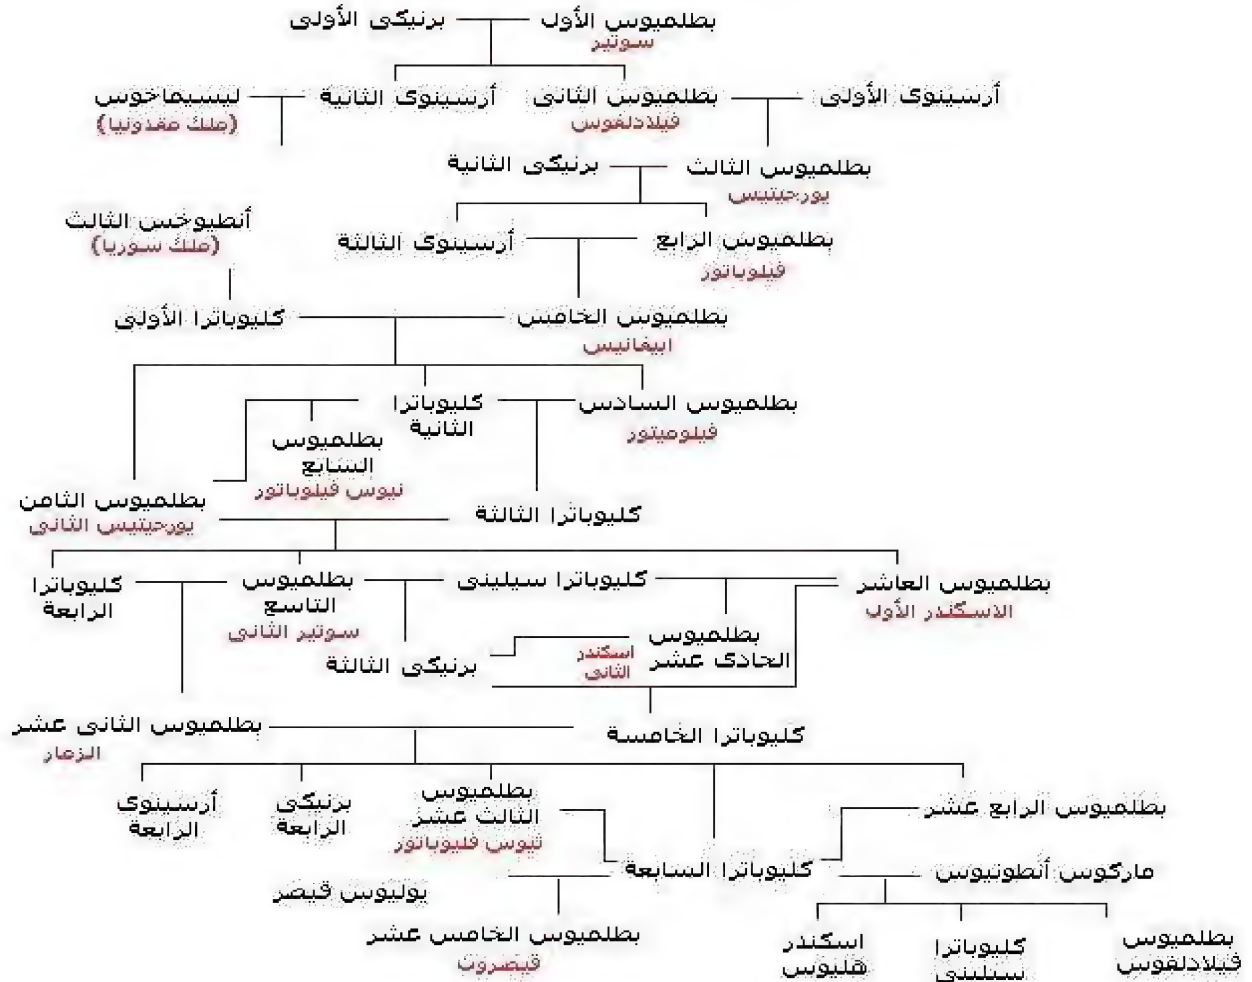 بطلميوس الأول
سوتير
برنيكى الأولى
أرسينوى الأولى
بطلميوس الثانى
فيلادلفوس
أرسينوى الثانية
ليسيماخوس
(ملك مقدونيا)
بطلميوس الثالث
يورجيتيس
برنيكى الثانية
أنطيوخس الثالث
(ملك سوريا)
بطلميوس الرابع
فيلوباتور
أرسينوى الثالثة
بطلميوس الخامس
ابيفانيس
كليوباترا الأولى
بطلميوس السادس
فيلوميتور
كليوباترا
الثانية
بطلميوس
السابع
نيوس فيلوباتور
بطلميوس الثامن
يورجيتيس الثانى
كليوباترا الثالثة
بطلميوس العاشر
الاسكندر الأول
كليوباترا سيلينى
بطلميوس
التاسع
سوتير الثانى
كليوباترا
الرابعة
بطلميوس
الحادى عشر
اسكندر
الثانى
برنيكى الثالثة
كليوباترا الخامسة
بطلميوس الثانى عشر
الزمار
بطلميوس الرابع عشر
بطلميوس
الثالث عشر
ثيوس فليوباتور
برنيكى
الرابعة
أرسينوى
الرابعة
ماركوس أنطونيوس
كليوباترا السابعة
يوليوس قيصر
بطلميوس الخامس عشر
قيصرون
بطلميوس
فيلادلفوس
كليوباترا
سيلينى
اسكندر
هليوس